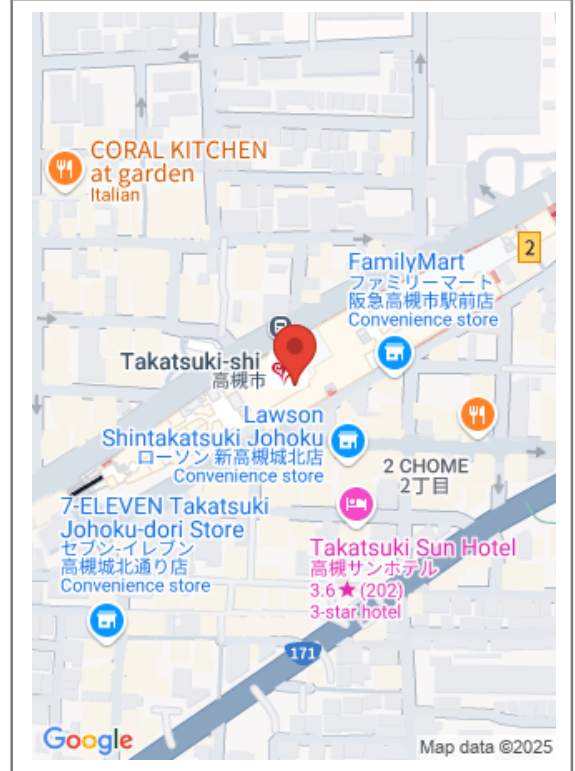 CORAL KITCHEN
at garden
Italian
2
FamilyMart
ファミリーマート
阪急高槻市駅前店
Convenience store
Takatsuki-shi
高槻市
Lawson
Shintakatsuki Johoku
ローソン 新高槻城北店
Convenience store
2 CHOME
2丁目
7-ELEVEN Takatsuki
Johoku-dori Store
セブン-イレブン
高槻城北通り店
Convenience store
Takatsuki Sun Hotel
高槻サンホテル
3.6★(202)
3-star hotel
171
Google
Map data ©2025